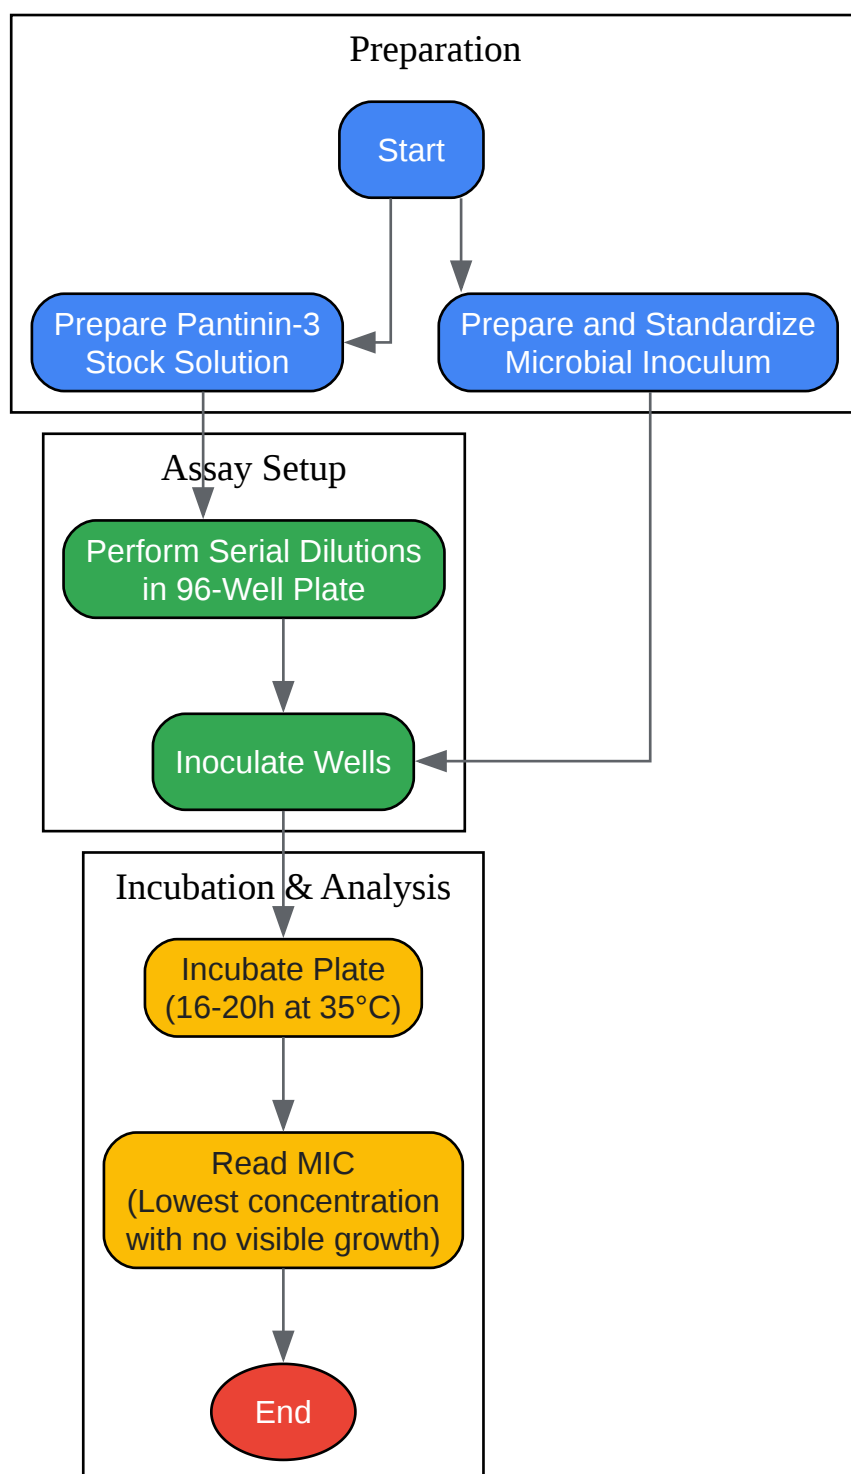 Preparation
Start
Prepare Pantinin-3
Stock Solution
Prepare and Standardize
Microbial Inoculum
Assay Setup
Perform Serial Dilutions
in 96-Well Plate
Inoculate Wells
Incubation & Analysis
Incubate Plate
(16-20h at 35°C)
Read MIC
(Lowest concentration
with no visible growth)
End